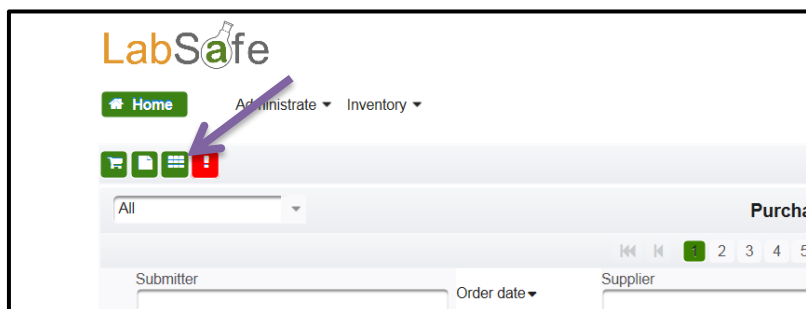 LabSafe
Home Administrate Inventory
!
All Purcha
1 2 3 4 5
Submitter Order date Supplier